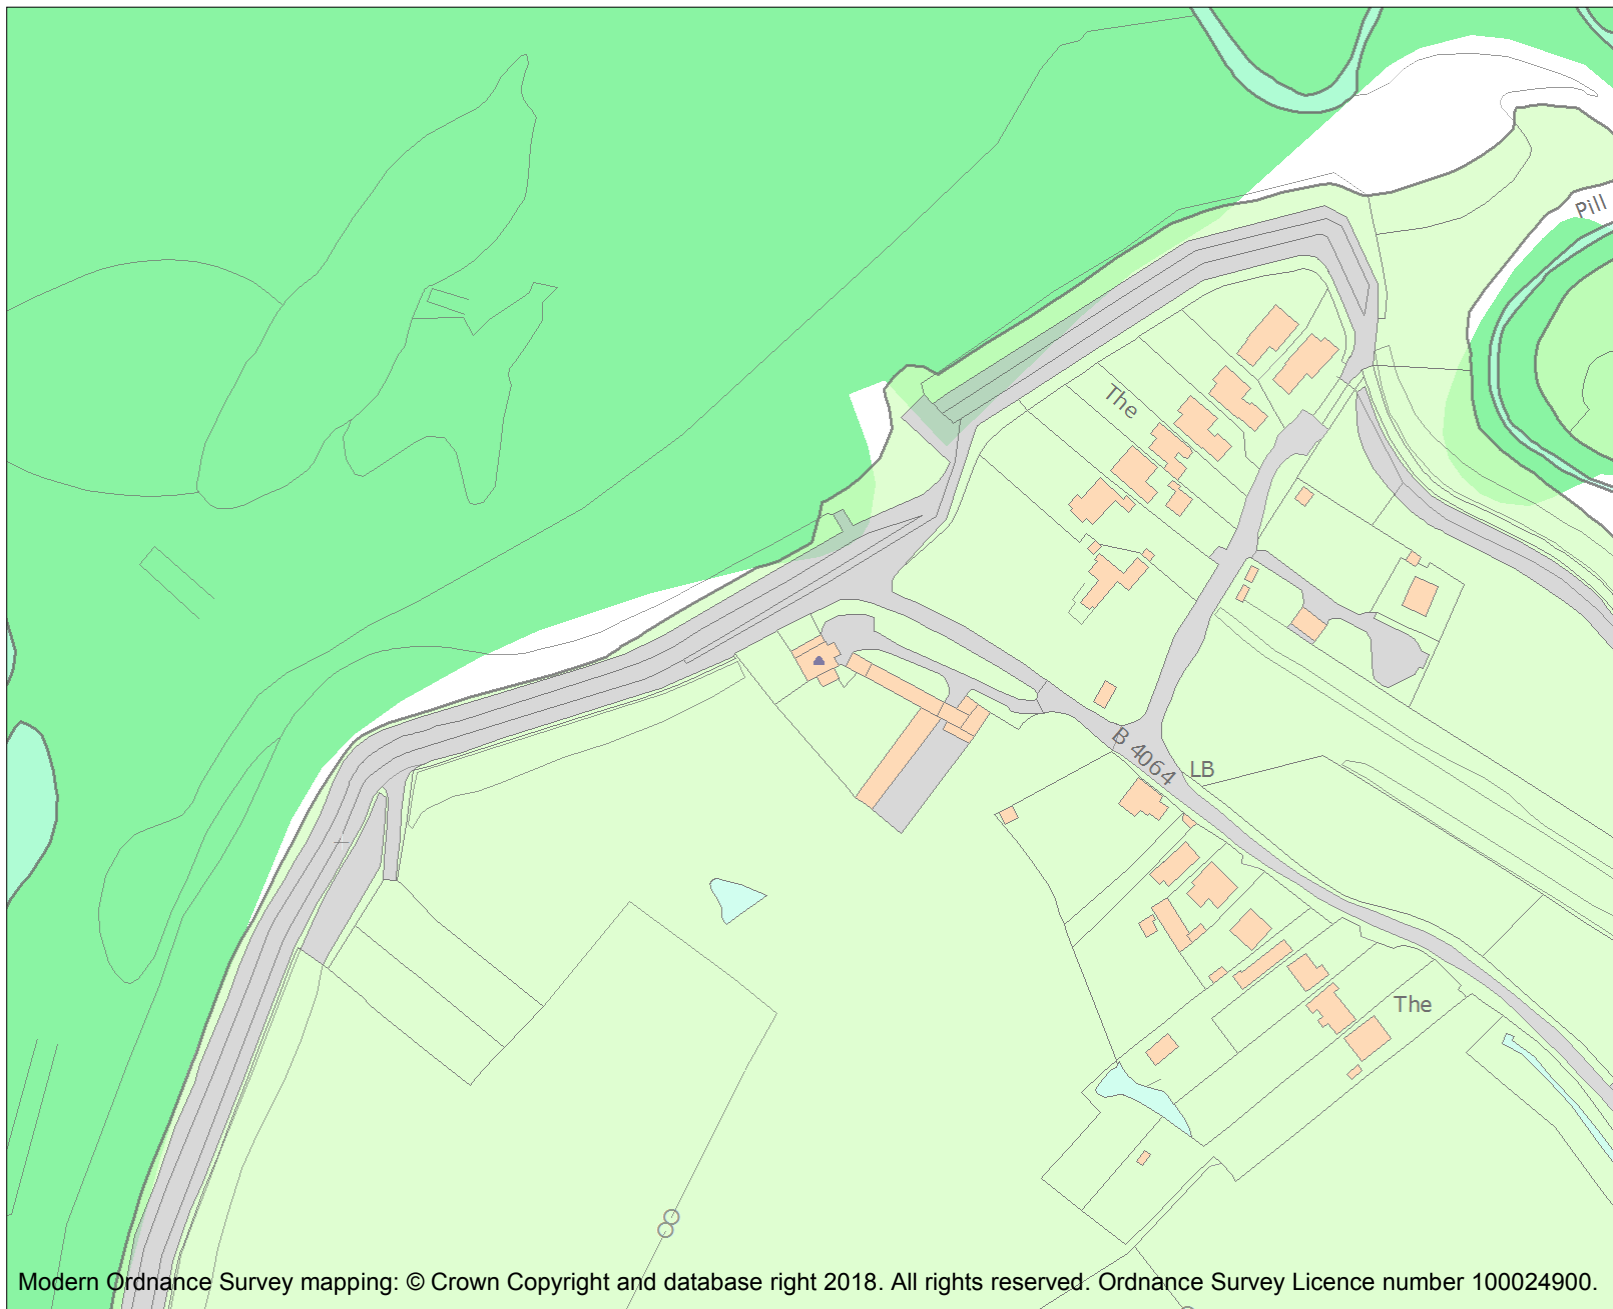 Pill
The
B 4064
LB
The
Modern Ordnance Survey mapping: © Crown Copyright and database right 2018. All rights reserved. Ordnance Survey Licence number 100024900.